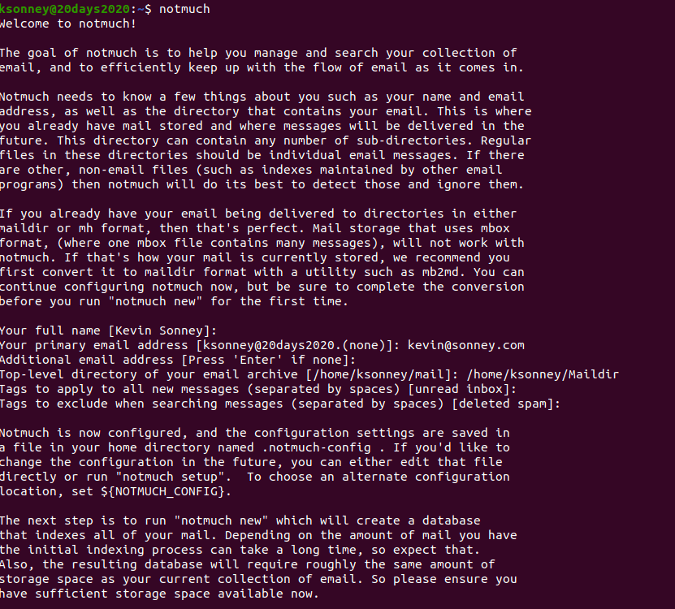 ksonney@20days2020:~$ notmuch
Welcome to notmuch!
The goal of notmuch is to help you manage and search your collection of
email, and to efficiently keep up with the flow of email as it comes in.
Notmuch needs to know a few things about you such as your name and email
address, as well as the directory that contains your email. This is where
you already have mail stored and where messages will be delivered in the
future. This directory can contain any number of sub-directories. Regular
files in these directories should be individual email messages. If there
are other, non-email files (such as indexes maintained by other email
programs) then notmuch will do its best to detect those and ignore them.
If you already have your email being delivered to directories in either
maildir or mh format, then that's perfect. Mail storage that uses mbox
format, (where one mbox file contains many messages), will not work with
notmuch. If that's how your mail is currently stored, we recommend you
first convert it to maildir format with a utility such as mb2md. You can
continue configuring notmuch now, but be sure to complete the conversion
before you run "notmuch new" for the first time.
Your full name [Kevin Sonney]:
Your primary email address [ksonney@20days2020.(none)]: kevin@sonney.com
Additional email address [Press 'Enter' if none]:
Top-level directory of your email archive [/home/ksonney/mail]: /home/ksonney/Maildir
Tags to apply to all new messages (separated by spaces) [unread inbox]:
Tags to exclude when searching messages (separated by spaces) [deleted spam]:
Notmuch is now configured, and the configuration settings are saved in
a file in your home directory named .notmuch-config . If you'd like to
change the configuration in the future, you can either edit that file
directly or run "notmuch setup".  To choose an alternate configuration
location, set ${NOTMUCH_CONFIG}.
The next step is to run "notmuch new" which will create a database
that indexes all of your mail. Depending on the amount of mail you have
the initial indexing process can take a long time, so expect that.
Also, the resulting database will require roughly the same amount of
storage space as your current collection of email. So please ensure you
have sufficient storage space available now.